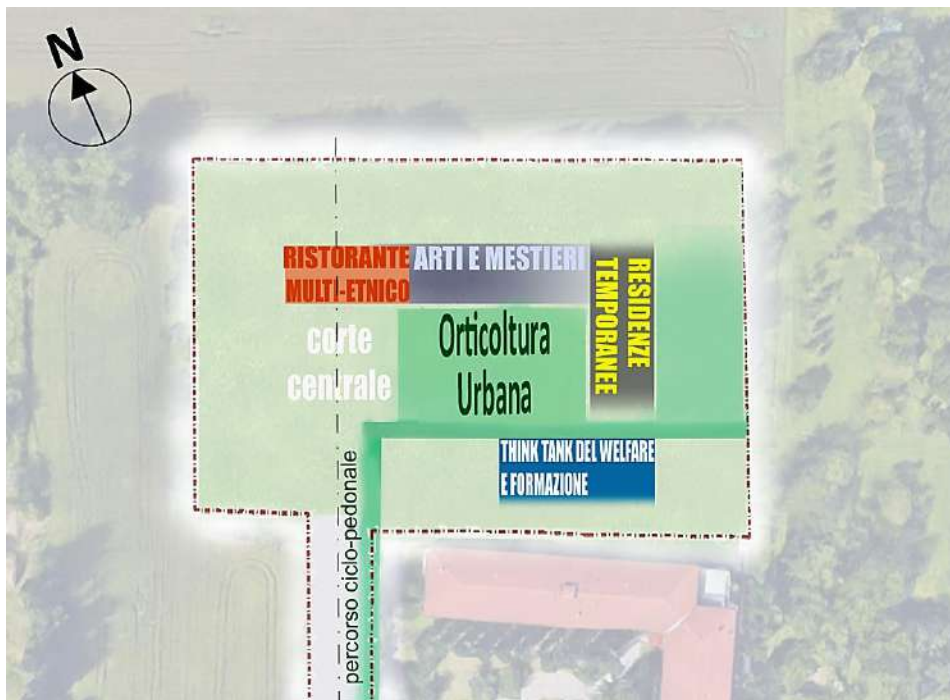 N
RISTORANTE
MULTI-ETNICO
ARTI E MESTIERI
RESIDENZE
TEMPORANEE
corte
centrale
Orticoltura
Urbana
THINK TANK DEL WELFARE
E FORMAZIONE
percorso ciclo-pedonale